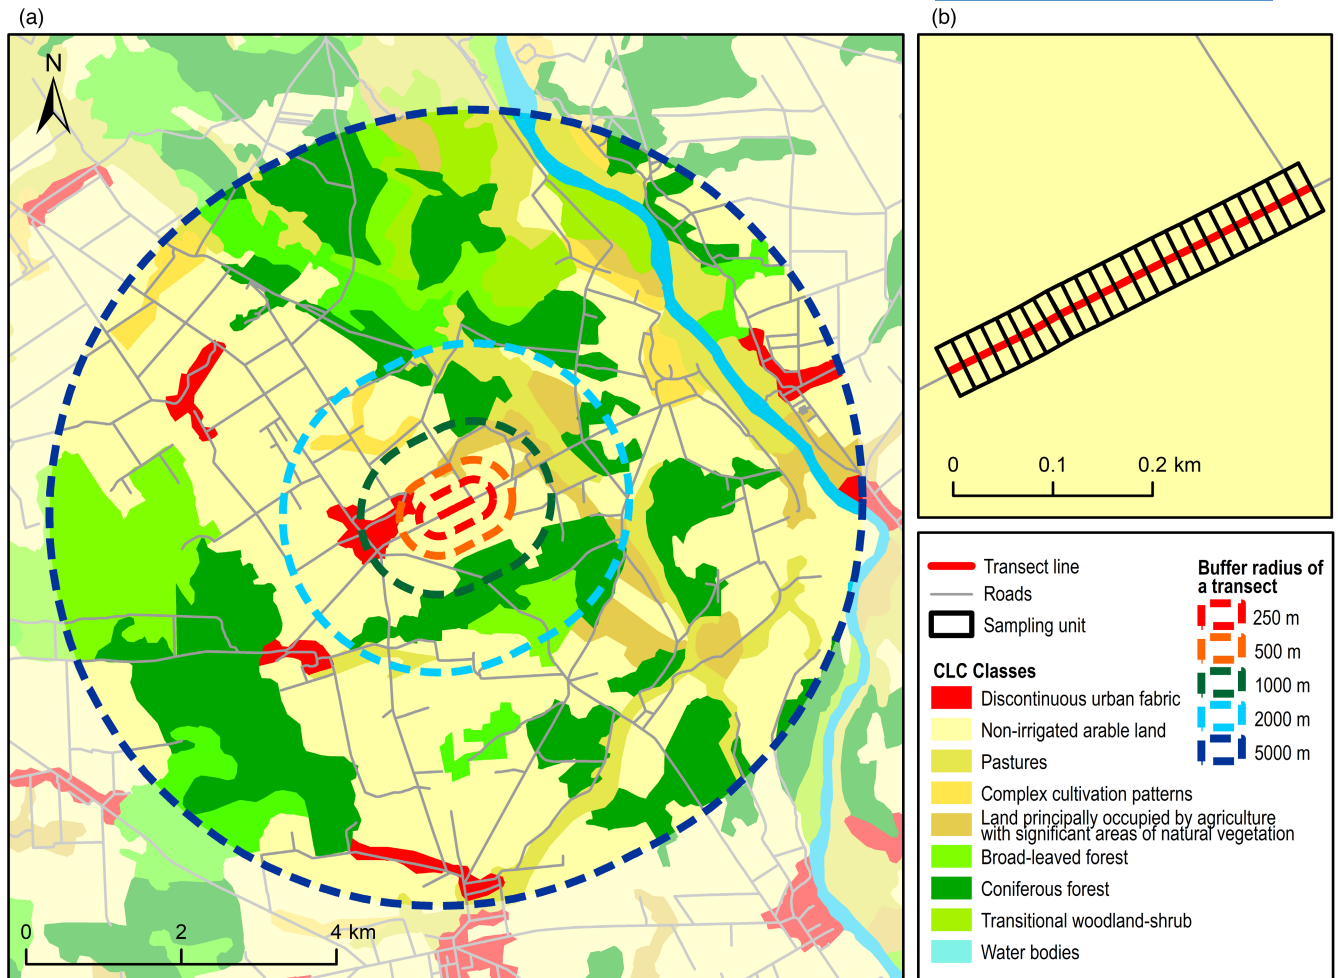 (a)
(b)
N
0 2 4 km
0 0.1 0.2 km
Transect line
Roads
Sampling unit
Buffer radius of
a transect
250 m
500 m
1000 m
2000 m
5000 m
CLC Classes
Discontinuous urban fabric
Non-irrigated arable land
Pastures
Complex cultivation patterns
Land principally occupied by agriculture
with significant areas of natural vegetation
Broad-leaved forest
Coniferous forest
Transitional woodland-shrub
Water bodies